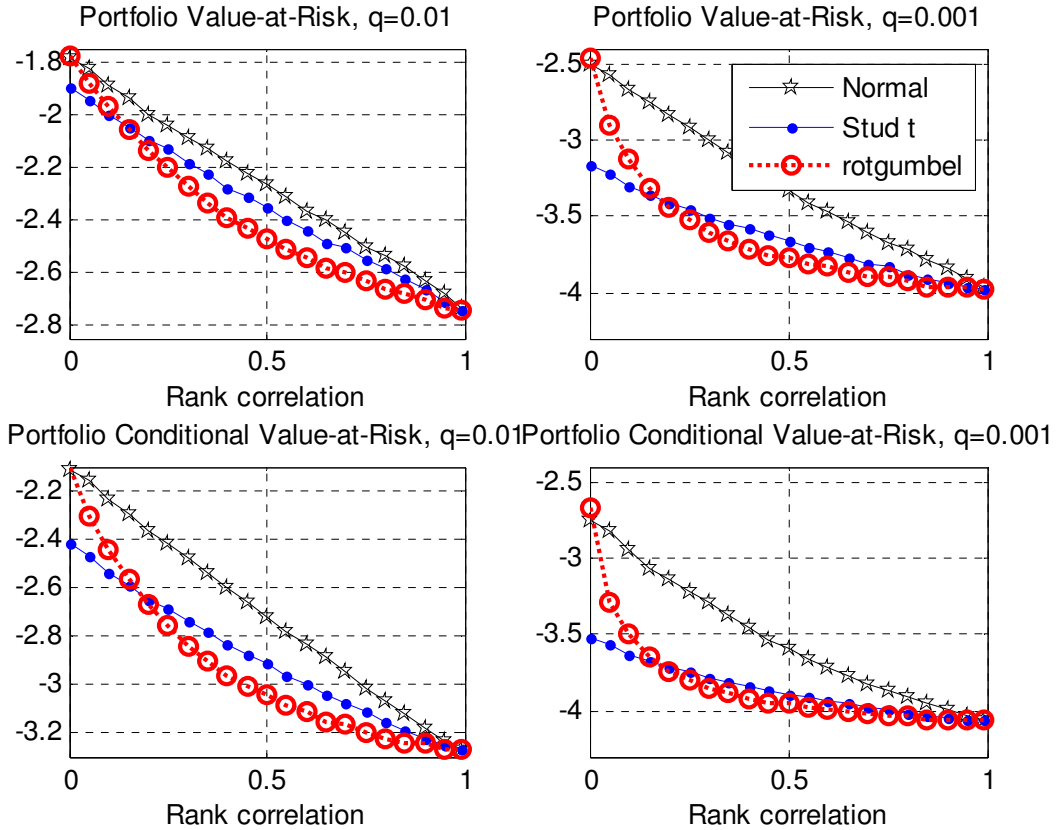 Portfolio Value-at-Risk, q=0.01
-1.8
-2
-2.2
-2.4
-2.6
-2.8
0
0.5
1
Rank correlation
Portfolio Value-at-Risk, q=0.001
-2.5
-3
-3.5
-4
Normal
Stud t
rotgumbel
0
0.5
1
Rank correlation
Portfolio Conditional Value-at-Risk, q=0.01
-2.2
-2.4
-2.6
-2.8
-3
-3.2
0
0.5
1
Rank correlation
Portfolio Conditional Value-at-Risk, q=0.001
-2.5
-3
-3.5
-4
0
0.5
1
Rank correlation